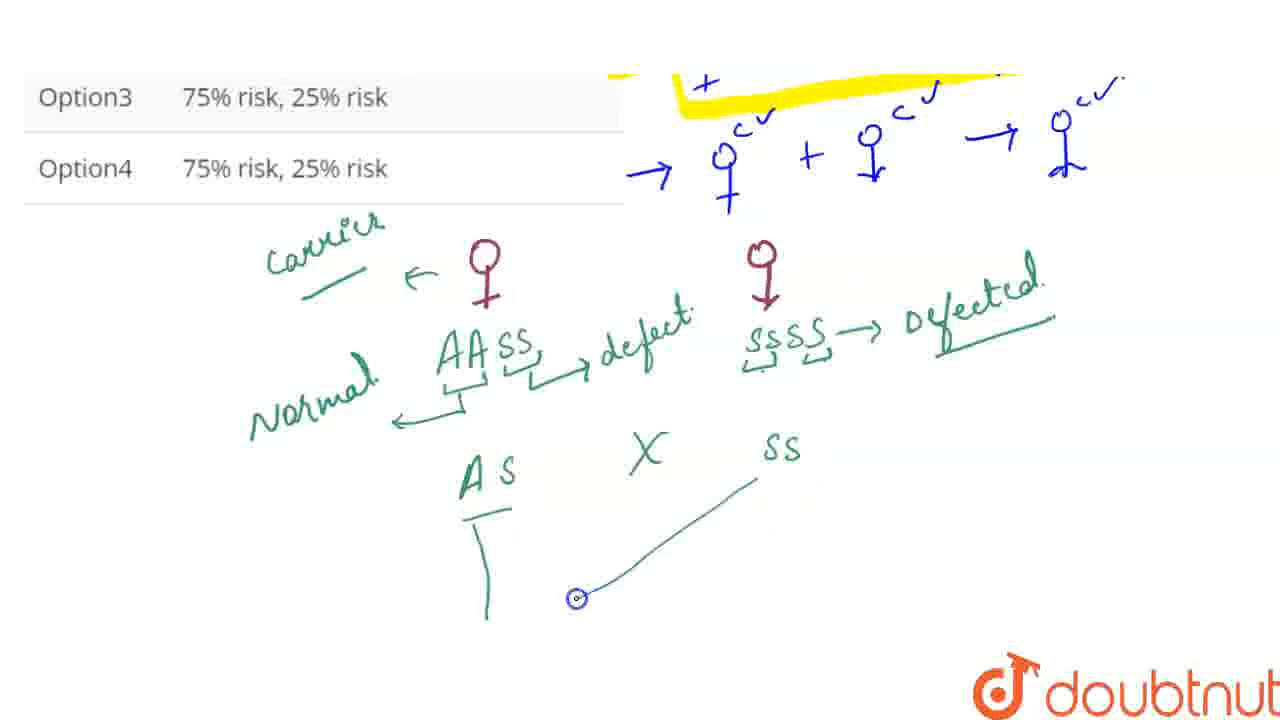 Option3 75% risk, 25% risk
+
Option4 75% risk, 25% risk
→ ♀ c✓ + ♀ c✓ → ♀ c✓
carrier ← ♀ ♀
Normal ← AA SS → defect. SSSS → Defected.
AS X SS
doubtnut